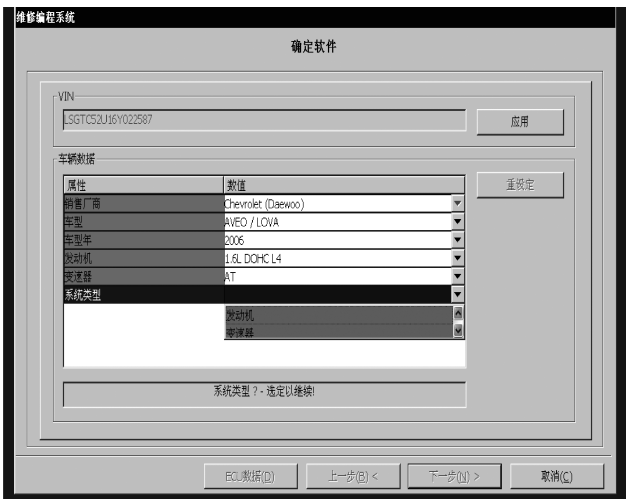 维修编程系统
确定软件
VIN
LSGTC52U16Y022587
应用
车辆数据
重设定
属性 数值
销售厂商 Chevrolet (Daewoo)
车型 AVEO / LOVA
车型年 2006
发动机 1.6L DOHC L4
变速器 AT
系统类型
发动机
变速器
系统类型 ? - 选定以继续!
ECU数据(D) 上一步(B) < 下一步(N) > 取消(C)